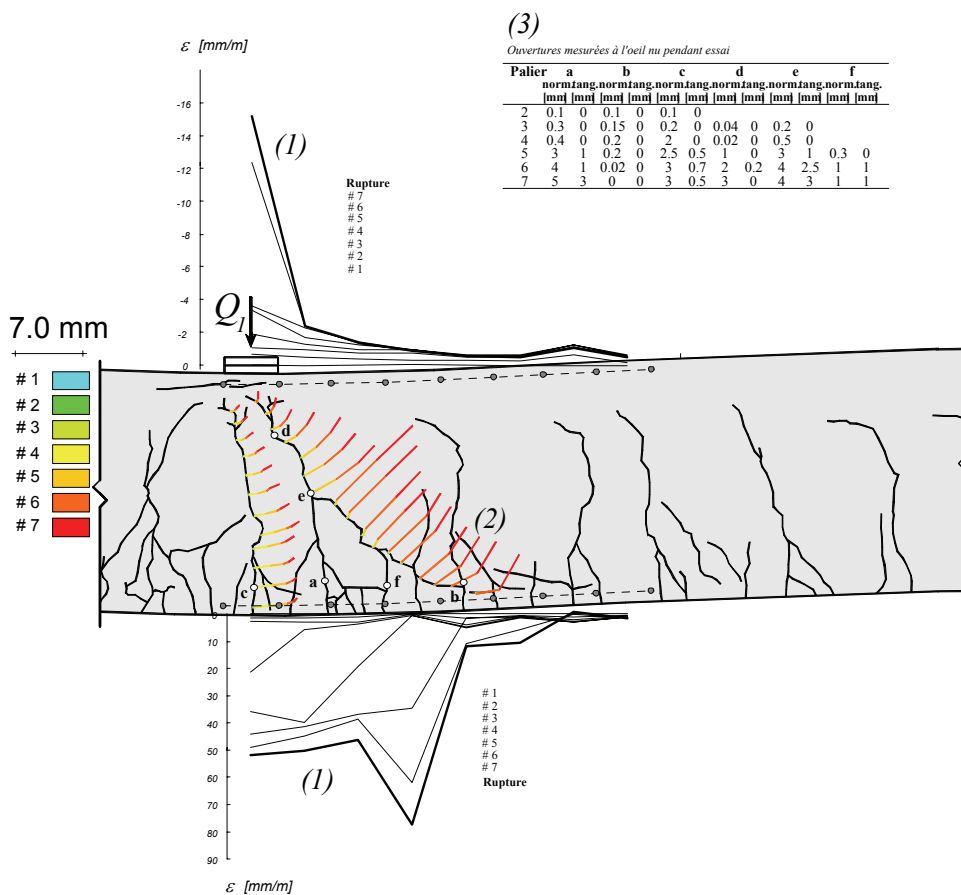 (3)
Ouvertures mesurées à l'oeil nu pendant essai
Palier a b c d e f
norm. tang. norm. tang. norm. tang. norm. tang. norm. tang. norm. tang.
[mm] [mm] [mm] [mm] [mm] [mm] [mm] [mm] [mm] [mm] [mm] [mm]
2 0.1 0 0.1 0 0.1 0
3 0.3 0 0.15 0 0.2 0 0.04 0 0.2 0
4 0.4 0 0.2 0 2 0 0.02 0 0.5 0
5 3 1 0.2 0 2.5 0.5 1 0 3 1 0.3 0
6 4 1 0.02 0 3 0.7 2 0.2 4 2.5 1 1
7 5 3 0 0 3 0.5 3 0 4 3 1 1
ε [mm/m]
-16
-14
-12
-10
-8
-6
-4
-2
0
(1)
Rupture
# 7
# 6
# 5
# 4
# 3
# 2
# 1
Q1
7.0 mm
# 1
# 2
# 3
# 4
# 5
# 6
# 7
d
e
(2)
a
f
c
b
0
10
20
30
40
50
60
70
80
90
(1)
# 1
# 2
# 3
# 4
# 5
# 6
# 7
Rupture
ε [mm/m]